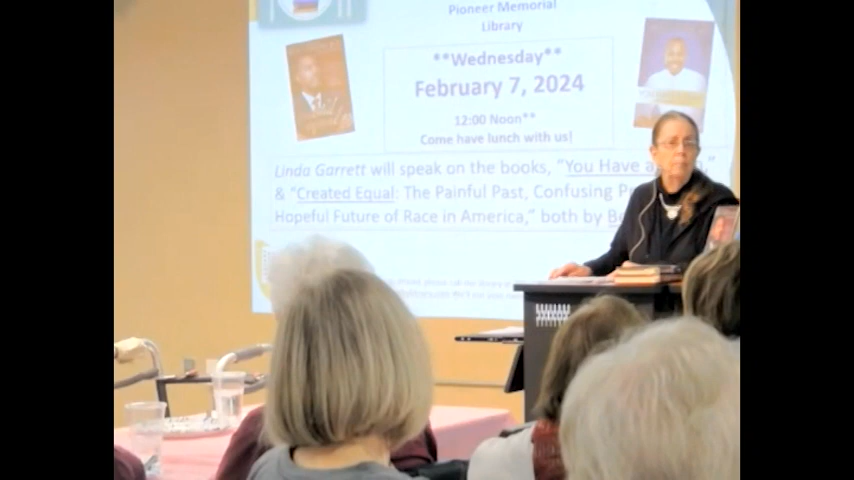 Pioneer Memorial
Library
**Wednesday**
February 7, 2024
12:00 Noon**
Come have lunch with us!
Linda Garrett will speak on the books, "You Have a
& "Created Equal: The Painful Past, Confusing
Hopeful Future of Race in America," both by